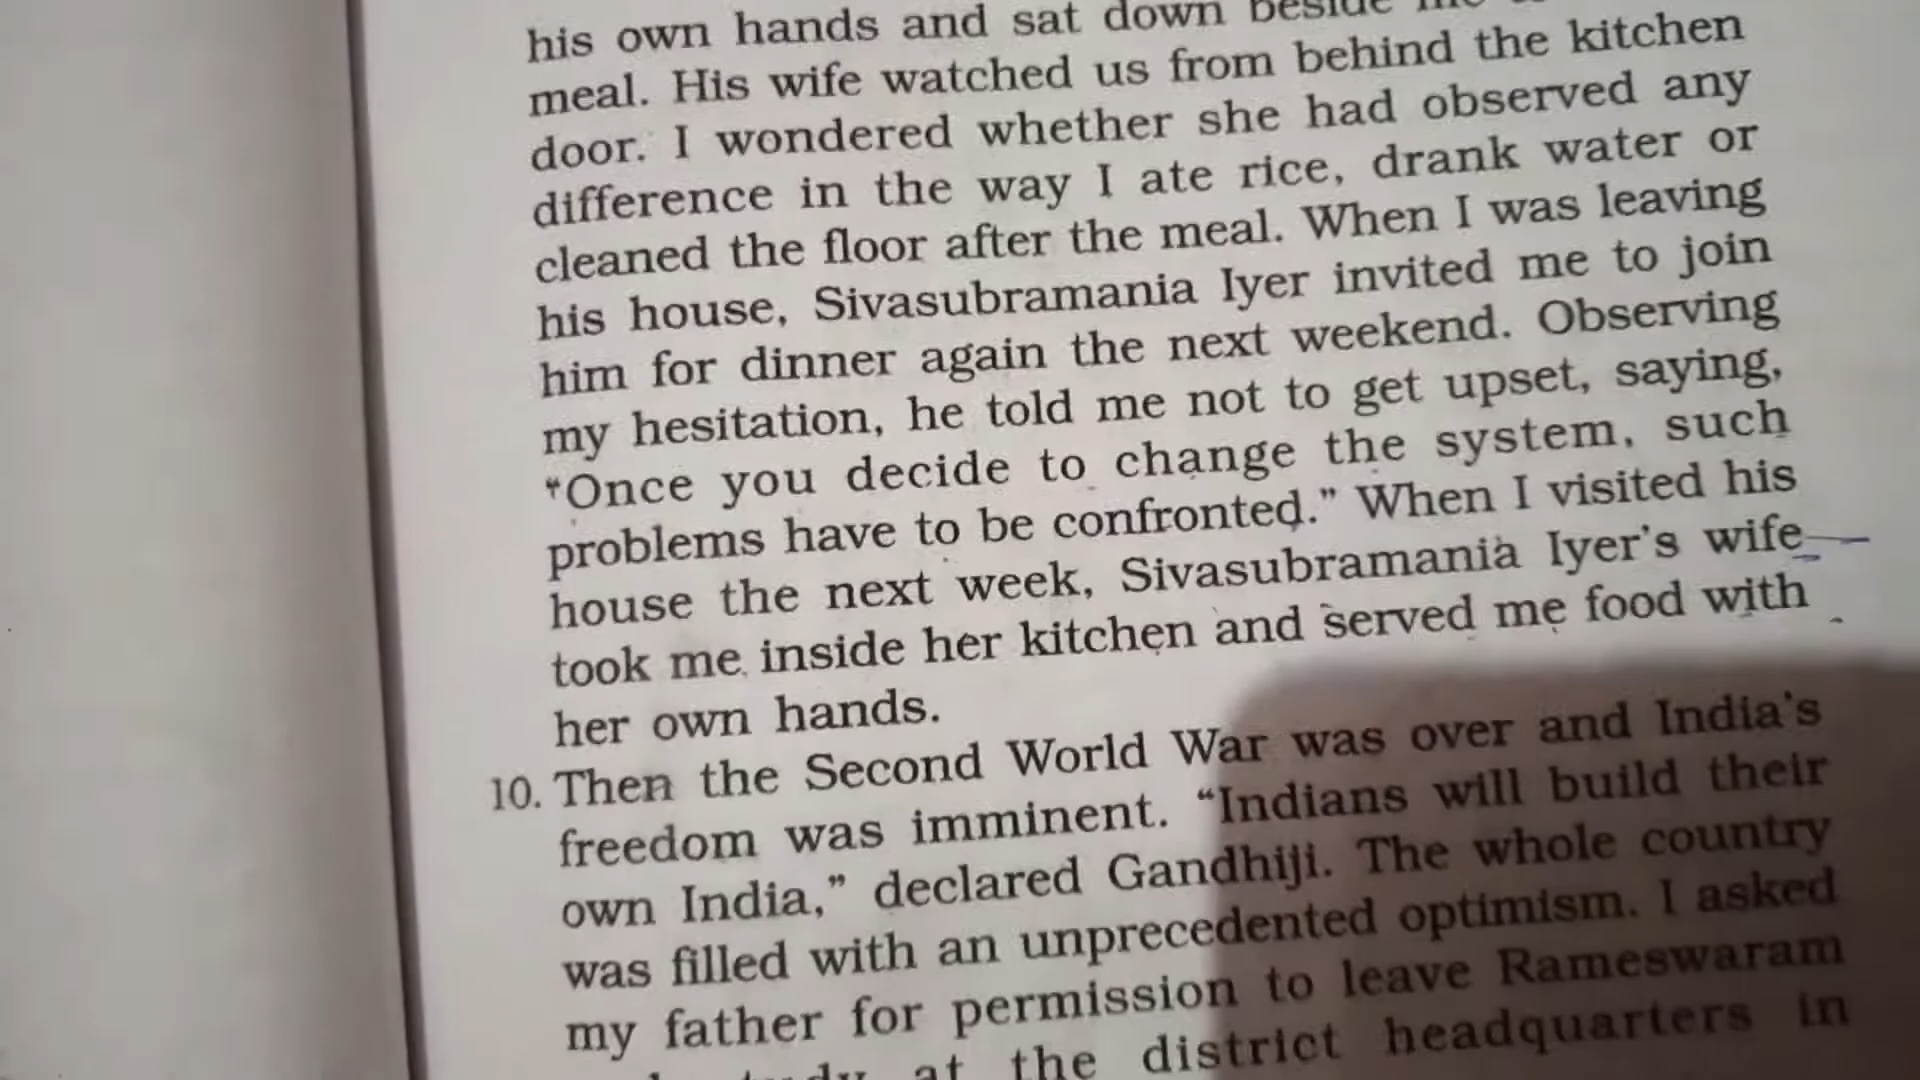 his own hands and sat down beside
meal. His wife watched us from behind the kitchen
door. I wondered whether she had observed any
difference in the way I ate rice, drank water or
cleaned the floor after the meal. When I was leaving
his house, Sivasubramania Iyer invited me to join
him for dinner again the next weekend. Observing
my hesitation, he told me not to get upset, saying,
“Once you decide to change the system, such
problems have to be confronted.” When I visited his
house the next week, Sivasubramania Iyer's wife
took me inside her kitchen and served me food with
her own hands.
10. Then the Second World War was over and India's
freedom was imminent. “Indians will build their
own India,” declared Gandhiji. The whole country
was filled with an unprecedented optimism. I asked
my father for permission to leave Rameswaram
at the district headquarters in